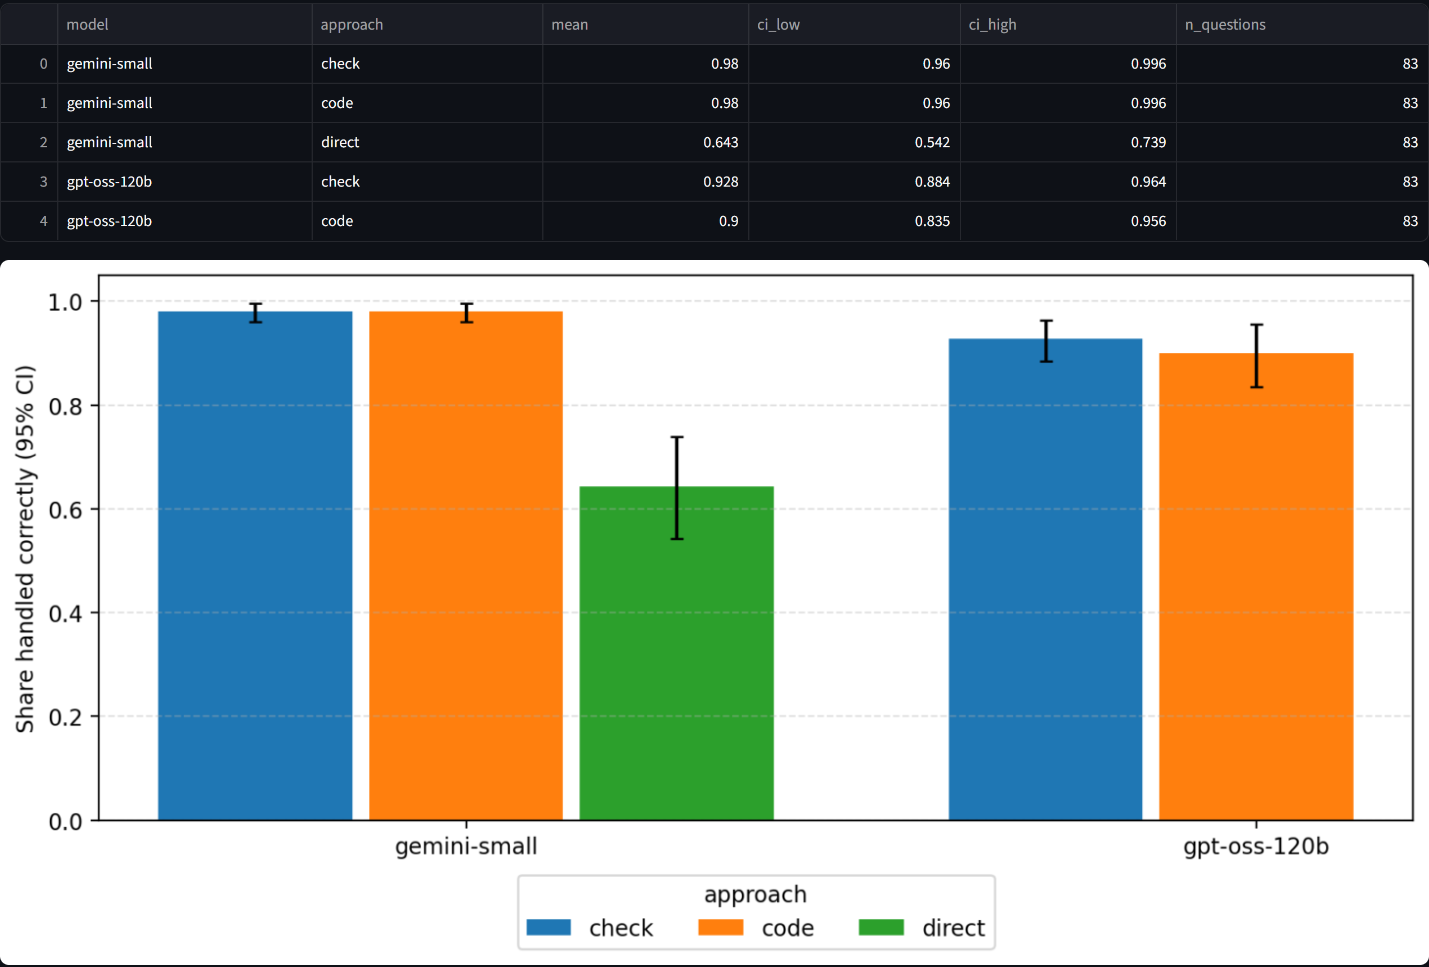 model approach mean ci_low ci_high n_questions
0 gemini-small check 0.98 0.96 0.996 83
1 gemini-small code 0.98 0.96 0.996 83
2 gemini-small direct 0.643 0.542 0.739 83
3 gpt-oss-120b check 0.928 0.884 0.964 83
4 gpt-oss-120b code 0.9 0.835 0.956 83
Share handled correctly (95% CI)
1.0
0.8
0.6
0.4
0.2
0.0
gemini-small gpt-oss-120b
approach
check code direct